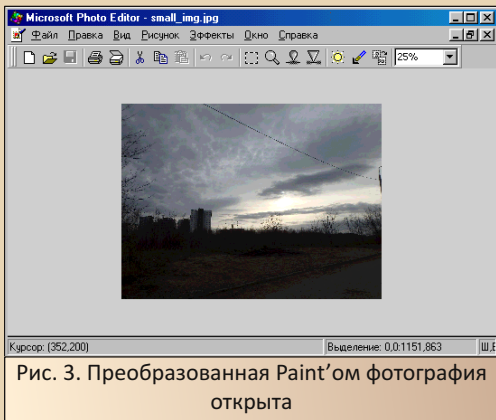 Microsoft Photo Editor - small_img.jpg
Файл Правка Вид Рисунок Эффекты Окно Справка
25%
Курсор: (352,200) Выделение: 0,0:1151,863 Ш,В
Рис. 3. Преобразованная Paint’ом фотография
открыта